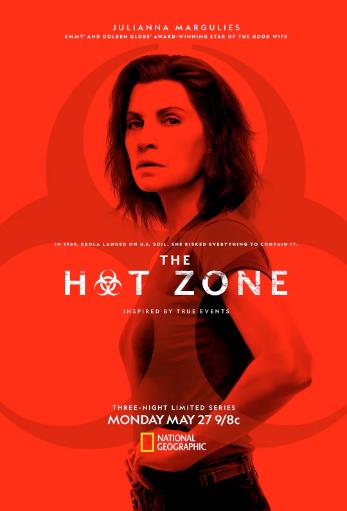 JULIANNA MARGULIES
EMMY® AND GOLDEN GLOBE® AWARD-WINNING STAR OF THE GOOD WIFE
IN 1989, EBOLA LANDED ON U.S. SOIL. SHE RISKED EVERYTHING TO CONTAIN IT.
THE
HOT ZONE
INSPIRED BY TRUE EVENTS
THREE-NIGHT LIMITED SERIES
MONDAY MAY 27 9/8c
NATIONAL
GEOGRAPHIC